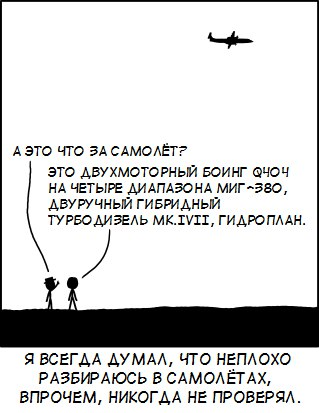 А ЭТО ЧТО ЗА САМОЛЁТ?
ЭТО ДВУХМОТОРНЫЙ БОИНГ Q404
НА ЧЕТЫРЕ ДИАПАЗОНА МИГ-380,
ДВУРУЧНЫЙ ГИБРИДНЫЙ
ТУРБОДИЗЕЛЬ МК.IVII, ГИДРОПЛАН.
Я ВСЕГДА ДУМАЛ, ЧТО НЕПЛОХО
РАЗБИРАЮСЬ В САМОЛЁТАХ,
ВПРОЧЕМ, НИКОГДА НЕ ПРОВЕРЯЛ.